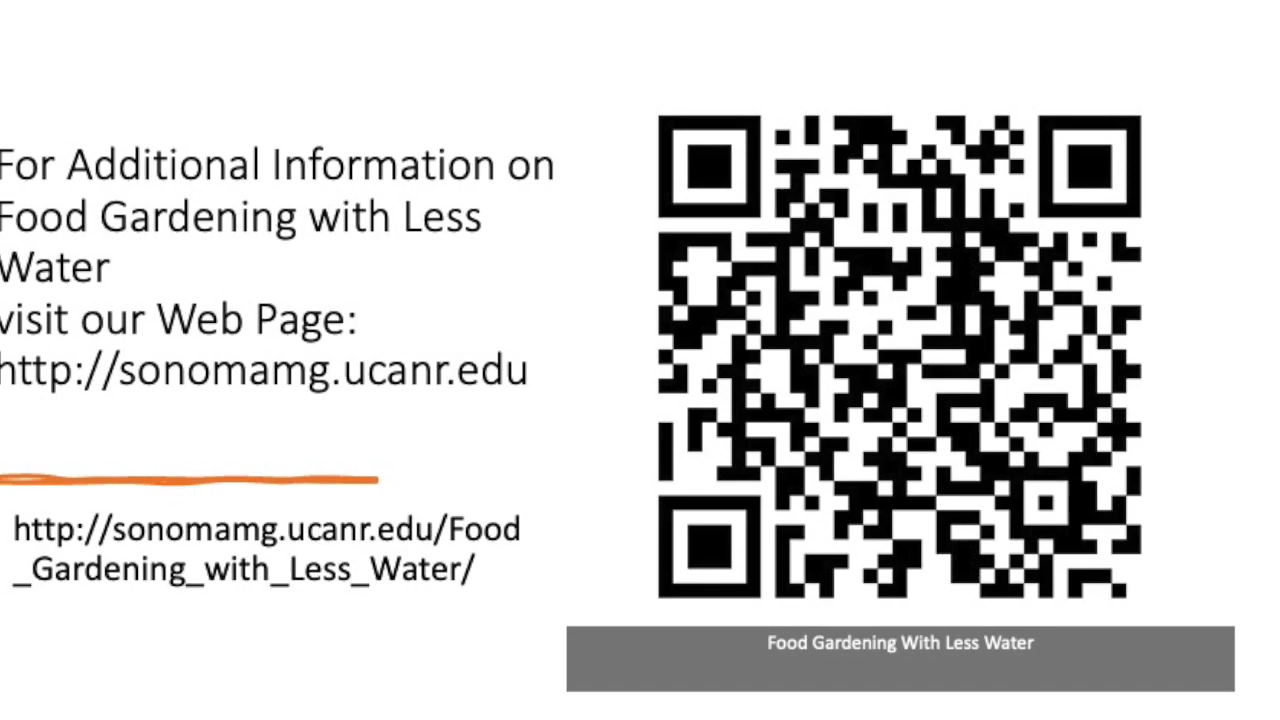 For Additional Information on
Food Gardening with Less
Water
visit our Web Page:
http://sonomamg.ucanr.edu
http://sonomamg.ucanr.edu/Food
_Gardening_with_Less_Water/
Food Gardening With Less Water